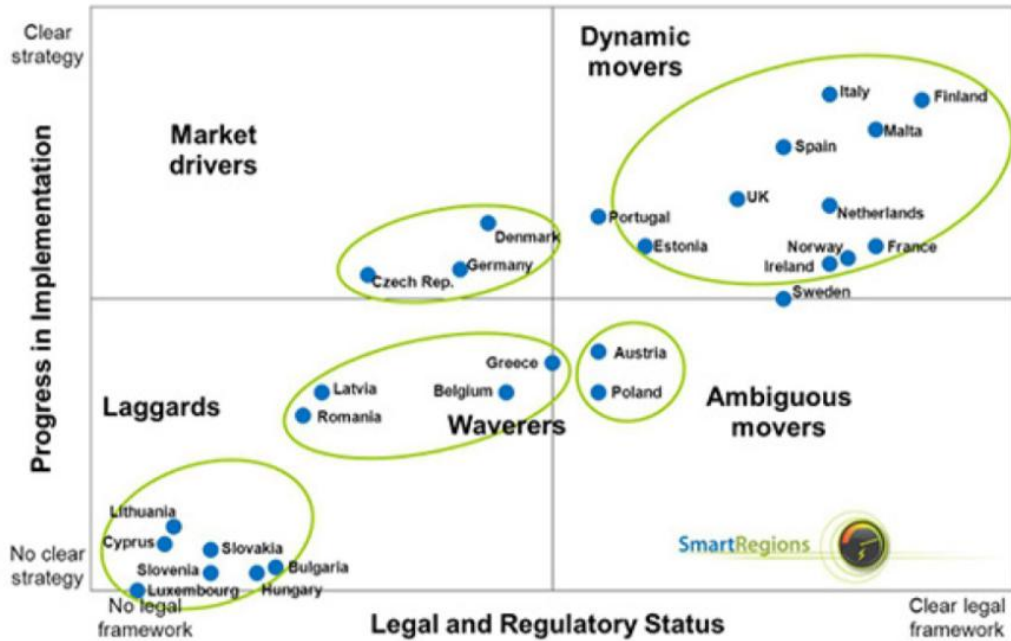 Clear
strategy
Dynamic
movers
Italy
Finland
Malta
Market
drivers
Spain
UK
Netherlands
Portugal
Denmark
Estonia
Norway
France
Germany
Ireland
Czech Rep.
Sweden
Progress in Implementation
Austria
Greece
Latvia
Belgium
Poland
Laggards
Romania
Waverers
Ambiguous
movers
Lithuania
Cyprus
Slovakia
SmartRegions
No clear
strategy
Slovenia
Bulgaria
Luxembourg
Hungary
No legal
framework
Legal and Regulatory Status
Clear legal
framework